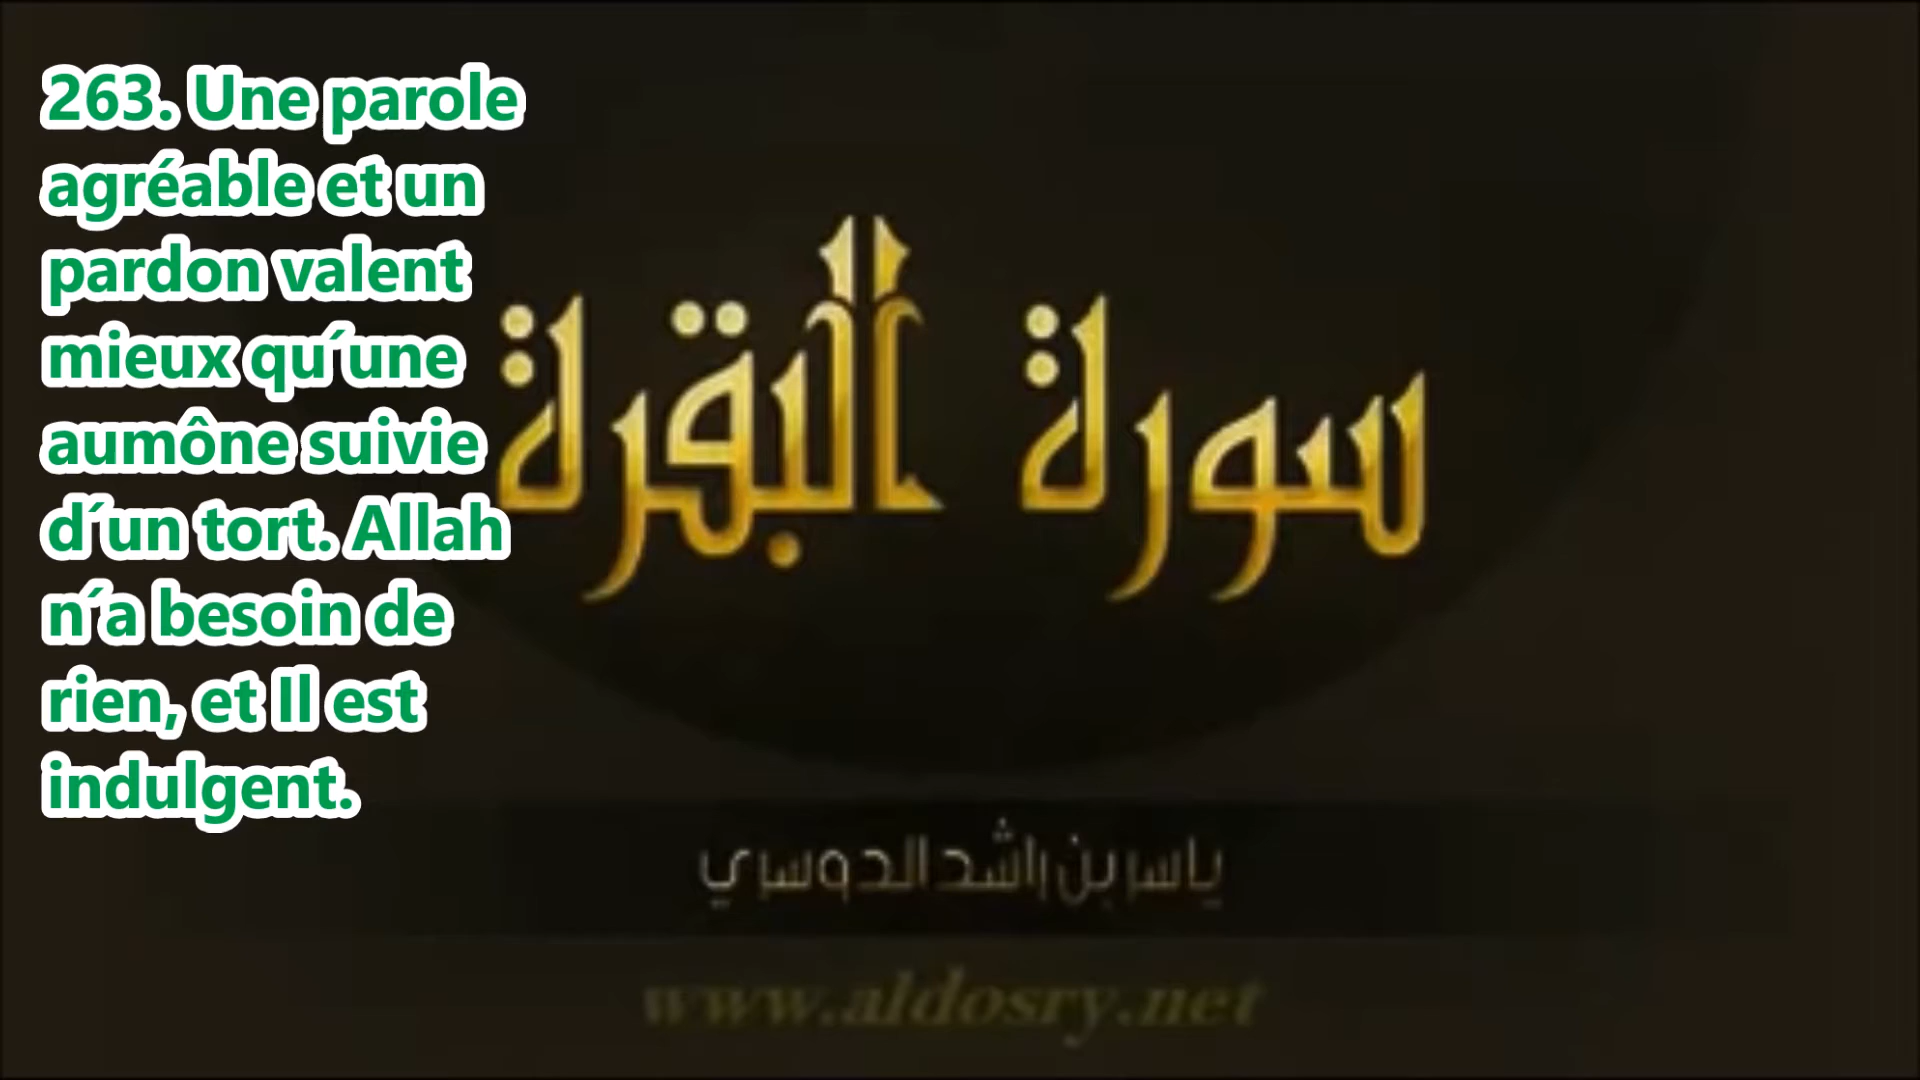 263. Une parole
agréable et un
pardon valent
mieux qu´une
aumône suivie
d´un tort. Allah
n´a besoin de
rien, et Il est
indulgent.
سورة البقرة
ياسر بن راشد الدوسري
www.aldosry.net